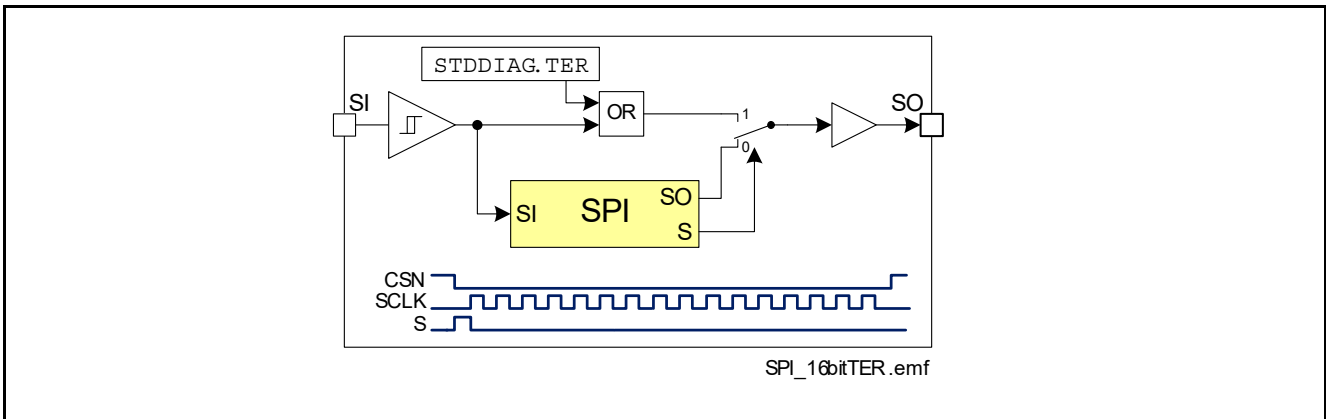 STDDIAG.TER
SI
OR
1
SO
0
SO
SI
SPI
S
CSN
SCLK
S
SPI_16bitTER.emf